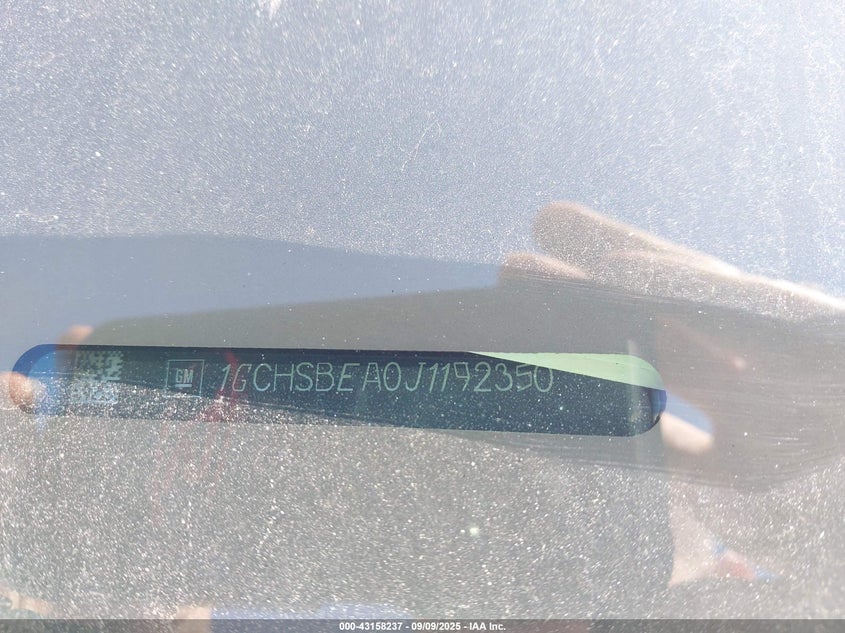 GM 1GCHSBEA0J1192350
000-43158237 - 09/09/2025 - IAA Inc.